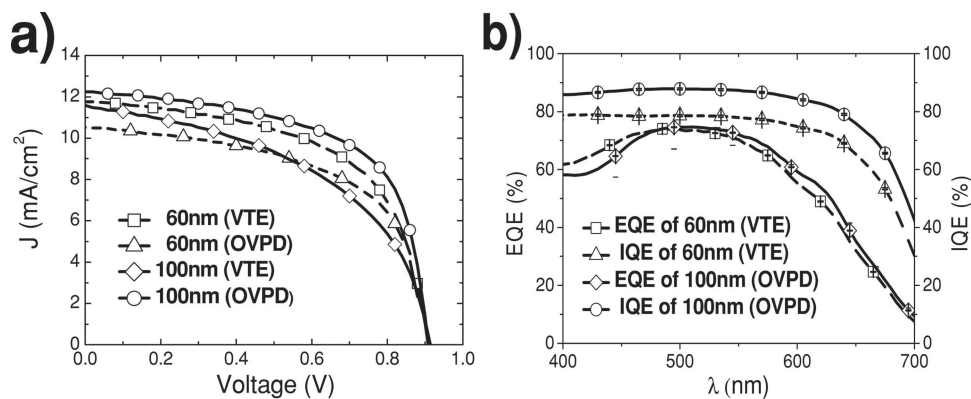 a)
14
12
10
8
6
4
2
0
J (mA/cm²)
60nm (VTE)
60nm (OVPD)
100nm (VTE)
100nm (OVPD)
0.0 0.2 0.4 0.6 0.8 1.0
Voltage (V)
b)
100
80
60
40
20
0
EQE (%)
EQE of 60nm (VTE)
IQE of 60nm (VTE)
EQE of 100nm (OVPD)
IQE of 100nm (OVPD)
400 500 600 700
λ (nm)
100
80
60
40
20
0
IQE (%)